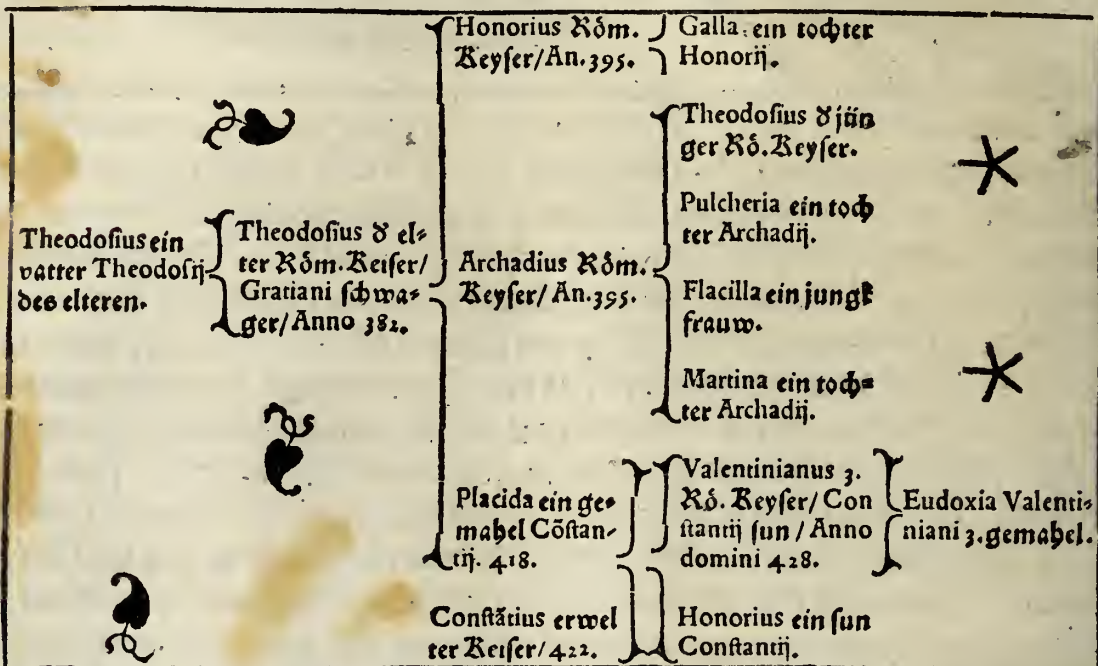 Theodosius ein
vatter Theodosij
des elteren.
Theodosius ď el⸗
ter Röm. Keiser/
Gratiani schwa⸗
ger/ Anno 382.
Honorius Röm.
Keyser/An. 395.
Galla ein tochter
Honorij.
Archadius Röm.
Keyser/ An. 395.
Theodosius ď jün
ger Rö. Keyser.
Pulcheria ein toch
ter Archadij.
Flacilla ein jungk
frauw.
Martina ein toch⸗
ter Archadij.
Placida ein ge⸗
mahel Cõstan⸗
tij. 418.
Constãtius erwel
ter Keiser/422.
Valentinianus 3.
Rö. Keyser/ Con
stantij sun / Anno
domini 428.
Honorius ein sun
Constantij.
Eudoxia Valenti⸗
niani 3. gemahel.